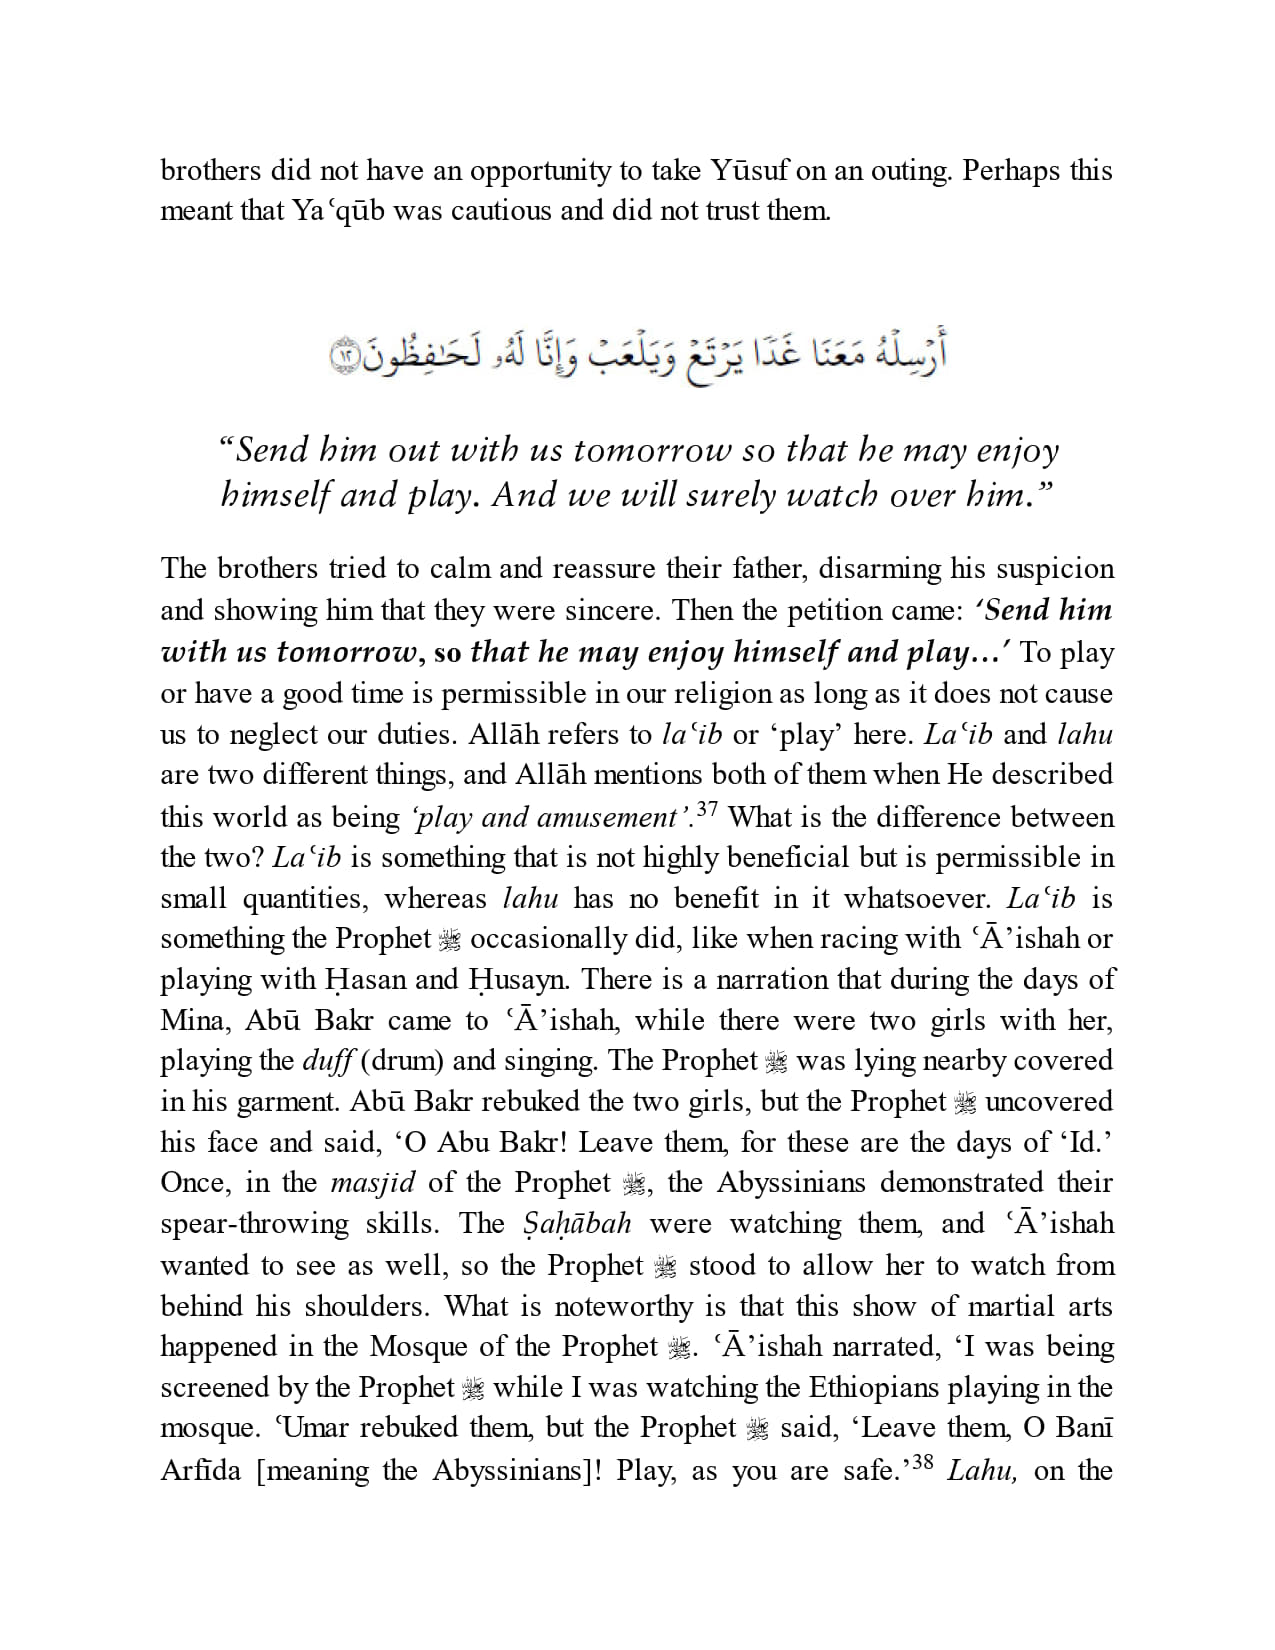 brothers did not have an opportunity to take Yūsuf on an outing. Perhaps this
meant that Yaʿqūb was cautious and did not trust them.
أَرْسِلْهُ مَعَنَا غَدًا يَرْتَعْ وَيَلْعَبْ وَإِنَّا لَهُۥ لَحَـٰفِظُونَ ١٢
“Send him out with us tomorrow so that he may enjoy
himself and play. And we will surely watch over him.”
The brothers tried to calm and reassure their father, disarming his suspicion
and showing him that they were sincere. Then the petition came: ‘Send him
with us tomorrow, so that he may enjoy himself and play…’ To play
or have a good time is permissible in our religion as long as it does not cause
us to neglect our duties. Allāh refers to laʿib or ‘play’ here. Laʿib and lahu
are two different things, and Allāh mentions both of them when He described
this world as being ‘play and amusement’.37 What is the difference between
the two? Laʿib is something that is not highly beneficial but is permissible in
small quantities, whereas lahu has no benefit in it whatsoever. Laʿib is
something the Prophet ﷺ occasionally did, like when racing with ʿĀ’ishah or
playing with Ḥasan and Ḥusayn. There is a narration that during the days of
Mina, Abū Bakr came to ʿĀ’ishah, while there were two girls with her,
playing the duff (drum) and singing. The Prophet ﷺ was lying nearby covered
in his garment. Abū Bakr rebuked the two girls, but the Prophet ﷺ uncovered
his face and said, ‘O Abu Bakr! Leave them, for these are the days of ‘Id.’
Once, in the masjid of the Prophet ﷺ, the Abyssinians demonstrated their
spear-throwing skills. The Ṣaḥābah were watching them, and ʿĀ’ishah
wanted to see as well, so the Prophet ﷺ stood to allow her to watch from
behind his shoulders. What is noteworthy is that this show of martial arts
happened in the Mosque of the Prophet ﷺ. ʿĀ’ishah narrated, ‘I was being
screened by the Prophet ﷺ while I was watching the Ethiopians playing in the
mosque. ʿUmar rebuked them, but the Prophet ﷺ said, ‘Leave them, O Banī
Arfīda [meaning the Abyssinians]! Play, as you are safe.’38 Lahu, on the